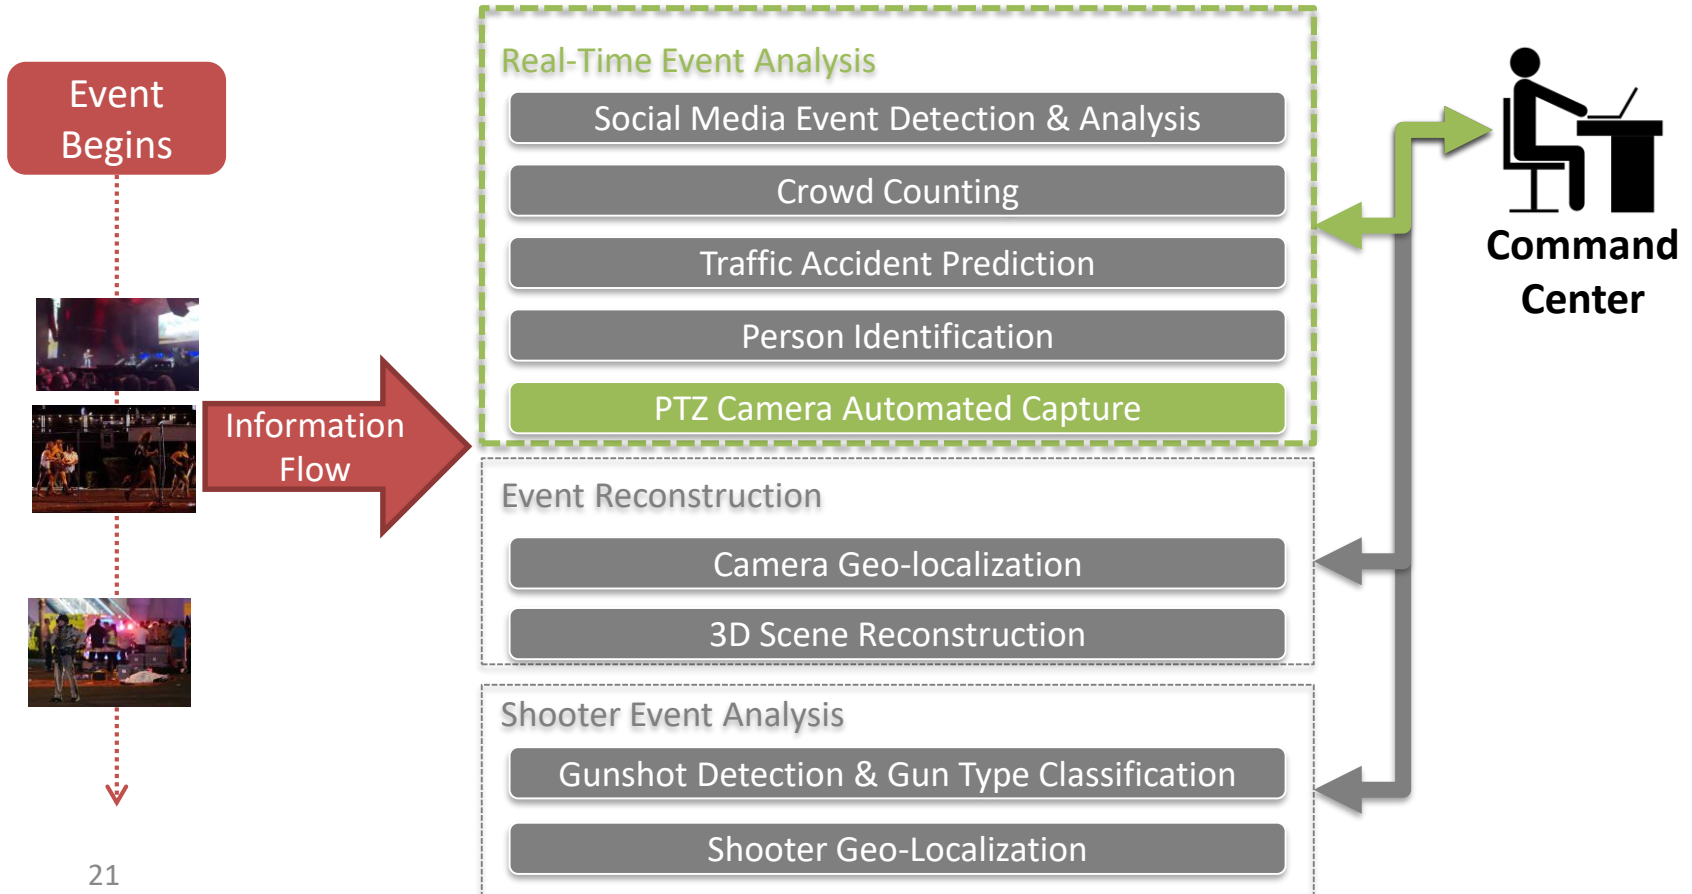 Event
Begins
Information
Flow
Real-Time Event Analysis
Social Media Event Detection & Analysis
Crowd Counting
Traffic Accident Prediction
Person Identification
PTZ Camera Automated Capture
Event Reconstruction
Camera Geo-localization
3D Scene Reconstruction
Shooter Event Analysis
Gunshot Detection & Gun Type Classification
Shooter Geo-Localization
Command
Center
21